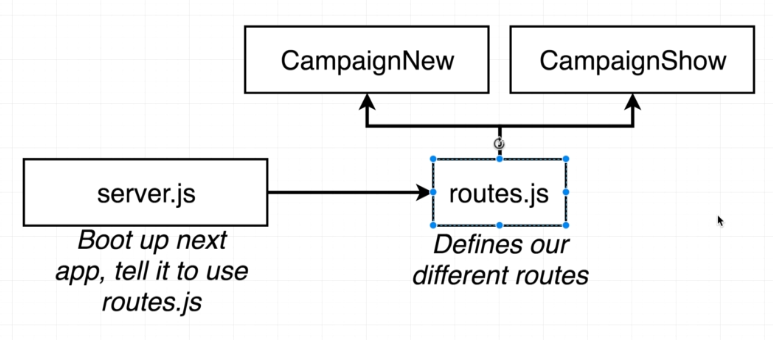 CampaignNew
CampaignShow
server.js
routes.js
Boot up next
app, tell it to use
routes.js
Defines our
different routes